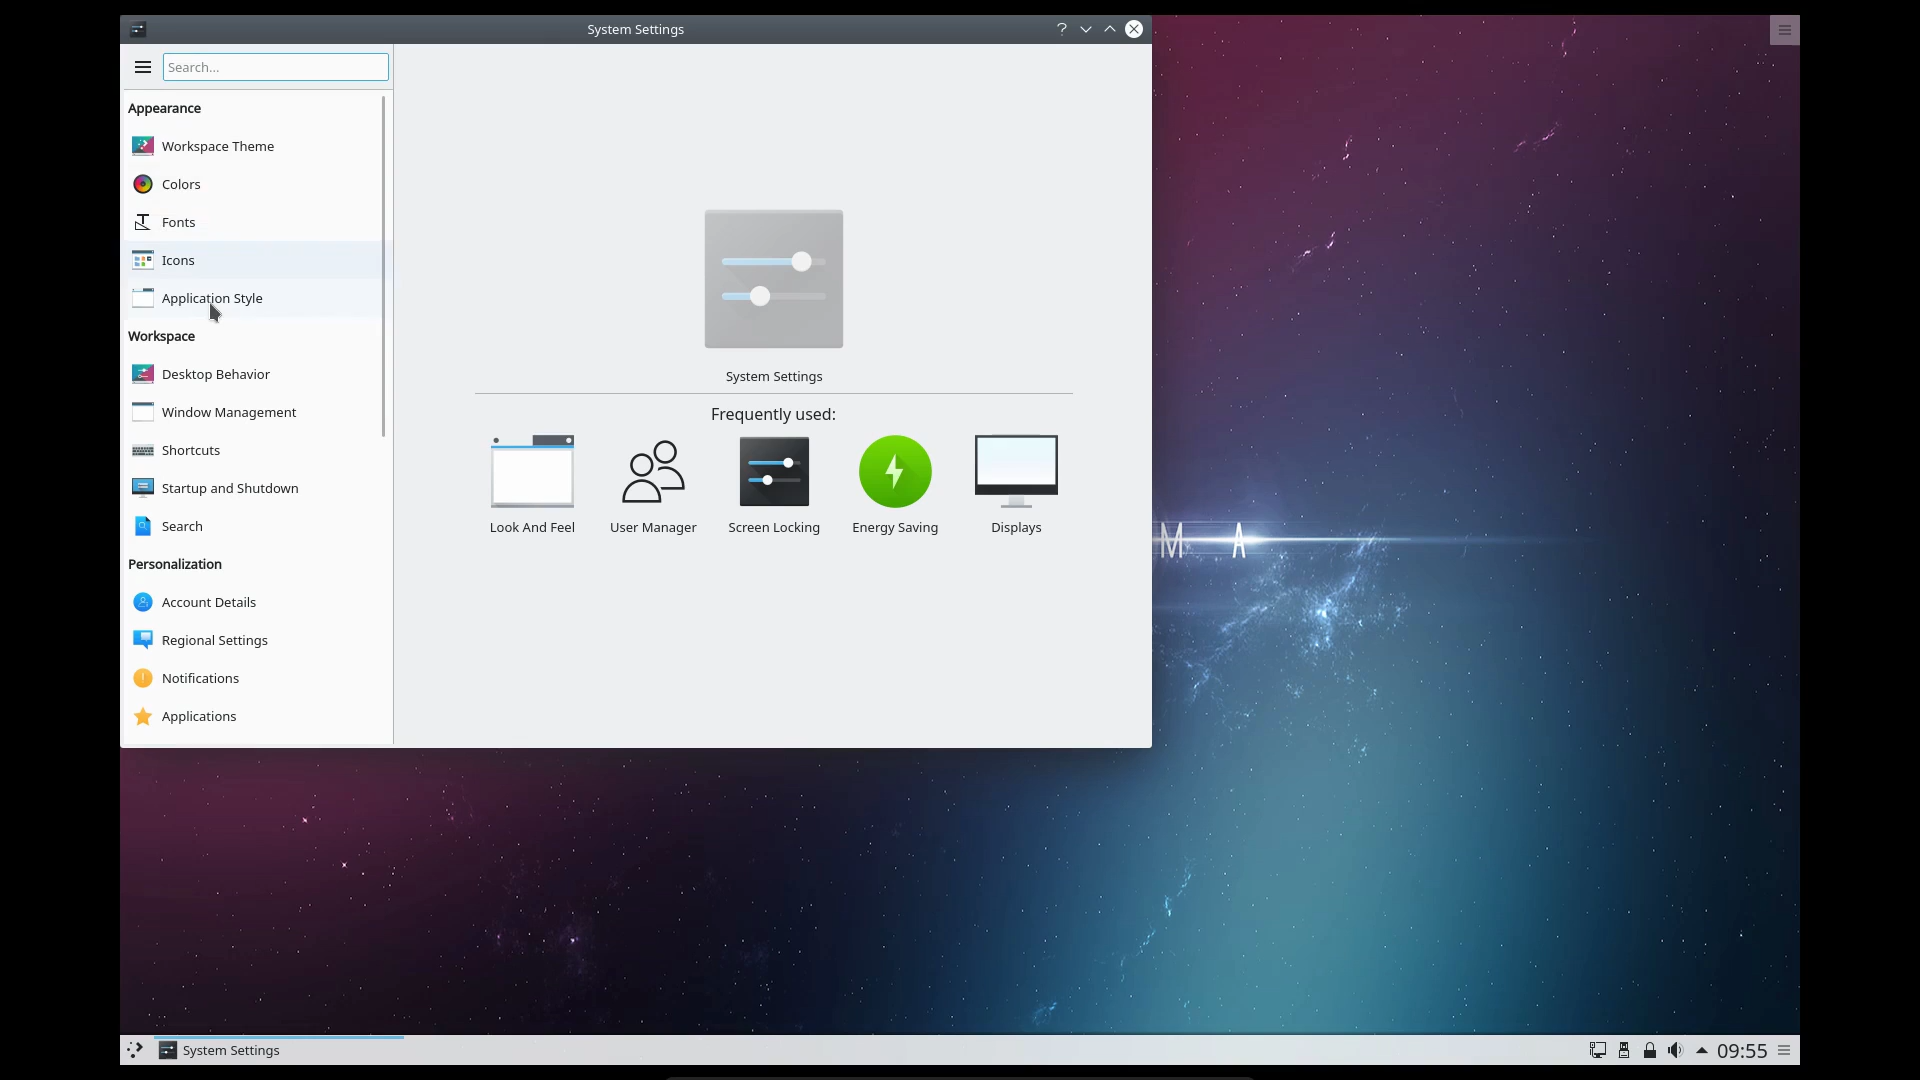 System Settings
Search...
Appearance
Workspace Theme
Colors
Fonts
Icons
Application Style
Workspace
Desktop Behavior
Window Management
Shortcuts
Startup and Shutdown
Search
Personalization
Account Details
Regional Settings
Notifications
Applications
System Settings
Frequently used:
Look And Feel
User Manager
Screen Locking
Energy Saving
Displays
M A
System Settings
09:55